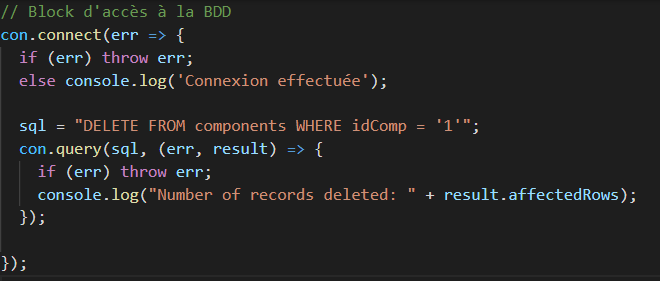 // Block d'accès à la BDD
con.connect(err => {
if (err) throw err;
else console.log('Connexion effectuée');
sql = "DELETE FROM components WHERE idComp = '1'";
con.query(sql, (err, result) => {
if (err) throw err;
console.log("Number of records deleted: " + result.affectedRows);
});
});